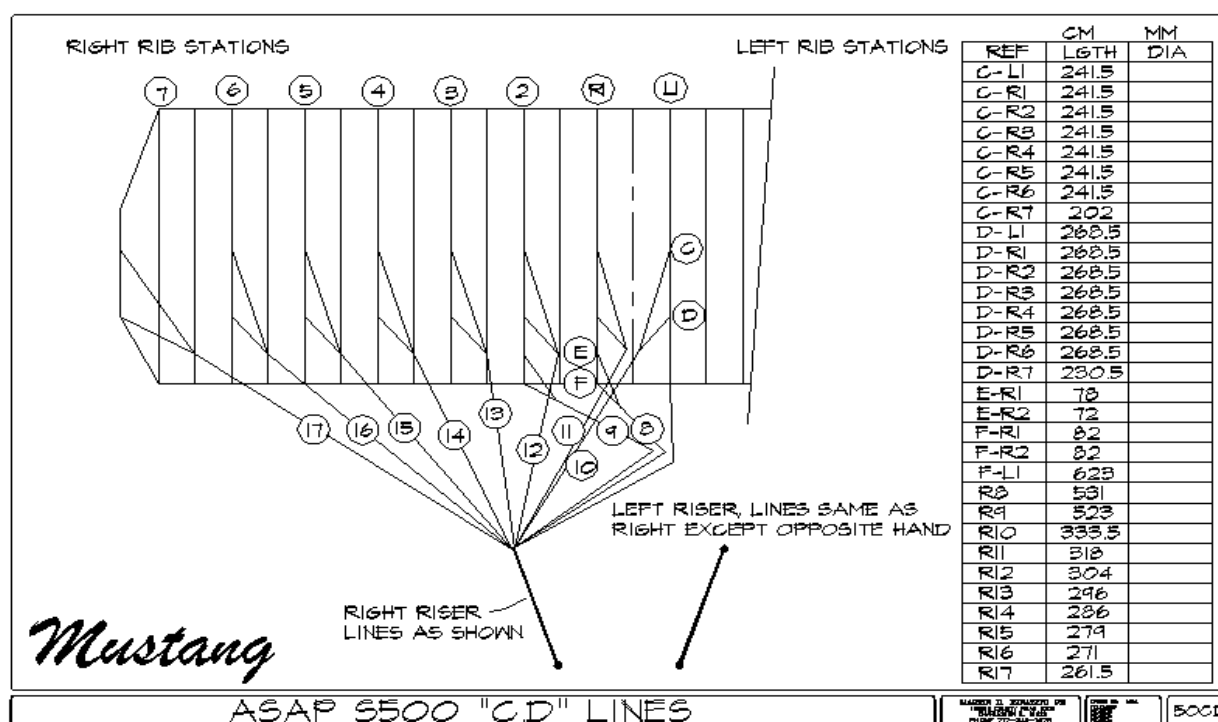 RIGHT RIB STATIONS
LEFT RIB STATIONS
7 6 5 4 3 2 R1 L1
C
D
E
F
17 16 15 14 13 12 11 10 9 8
LEFT RISER, LINES SAME AS
RIGHT EXCEPT OPPOSITE HAND
RIGHT RISER
LINES AS SHOWN
Mustang
CM MM
REF LGTH DIA
C-L1 241.5
C-R1 241.5
C-R2 241.5
C-R3 241.5
C-R4 241.5
C-R5 241.5
C-R6 241.5
C-R7 202
D-L1 268.5
D-R1 268.5
D-R2 268.5
D-R3 268.5
D-R4 268.5
D-R5 268.5
D-R6 268.5
D-R7 230.5
E-R1 78
E-R2 72
F-R1 82
F-R2 82
F-L1 623
R8 531
R9 523
R10 333.5
R11 318
R12 304
R13 296
R14 286
R15 279
R16 271
R17 261.5
ASAP S500 "C,D" LINES